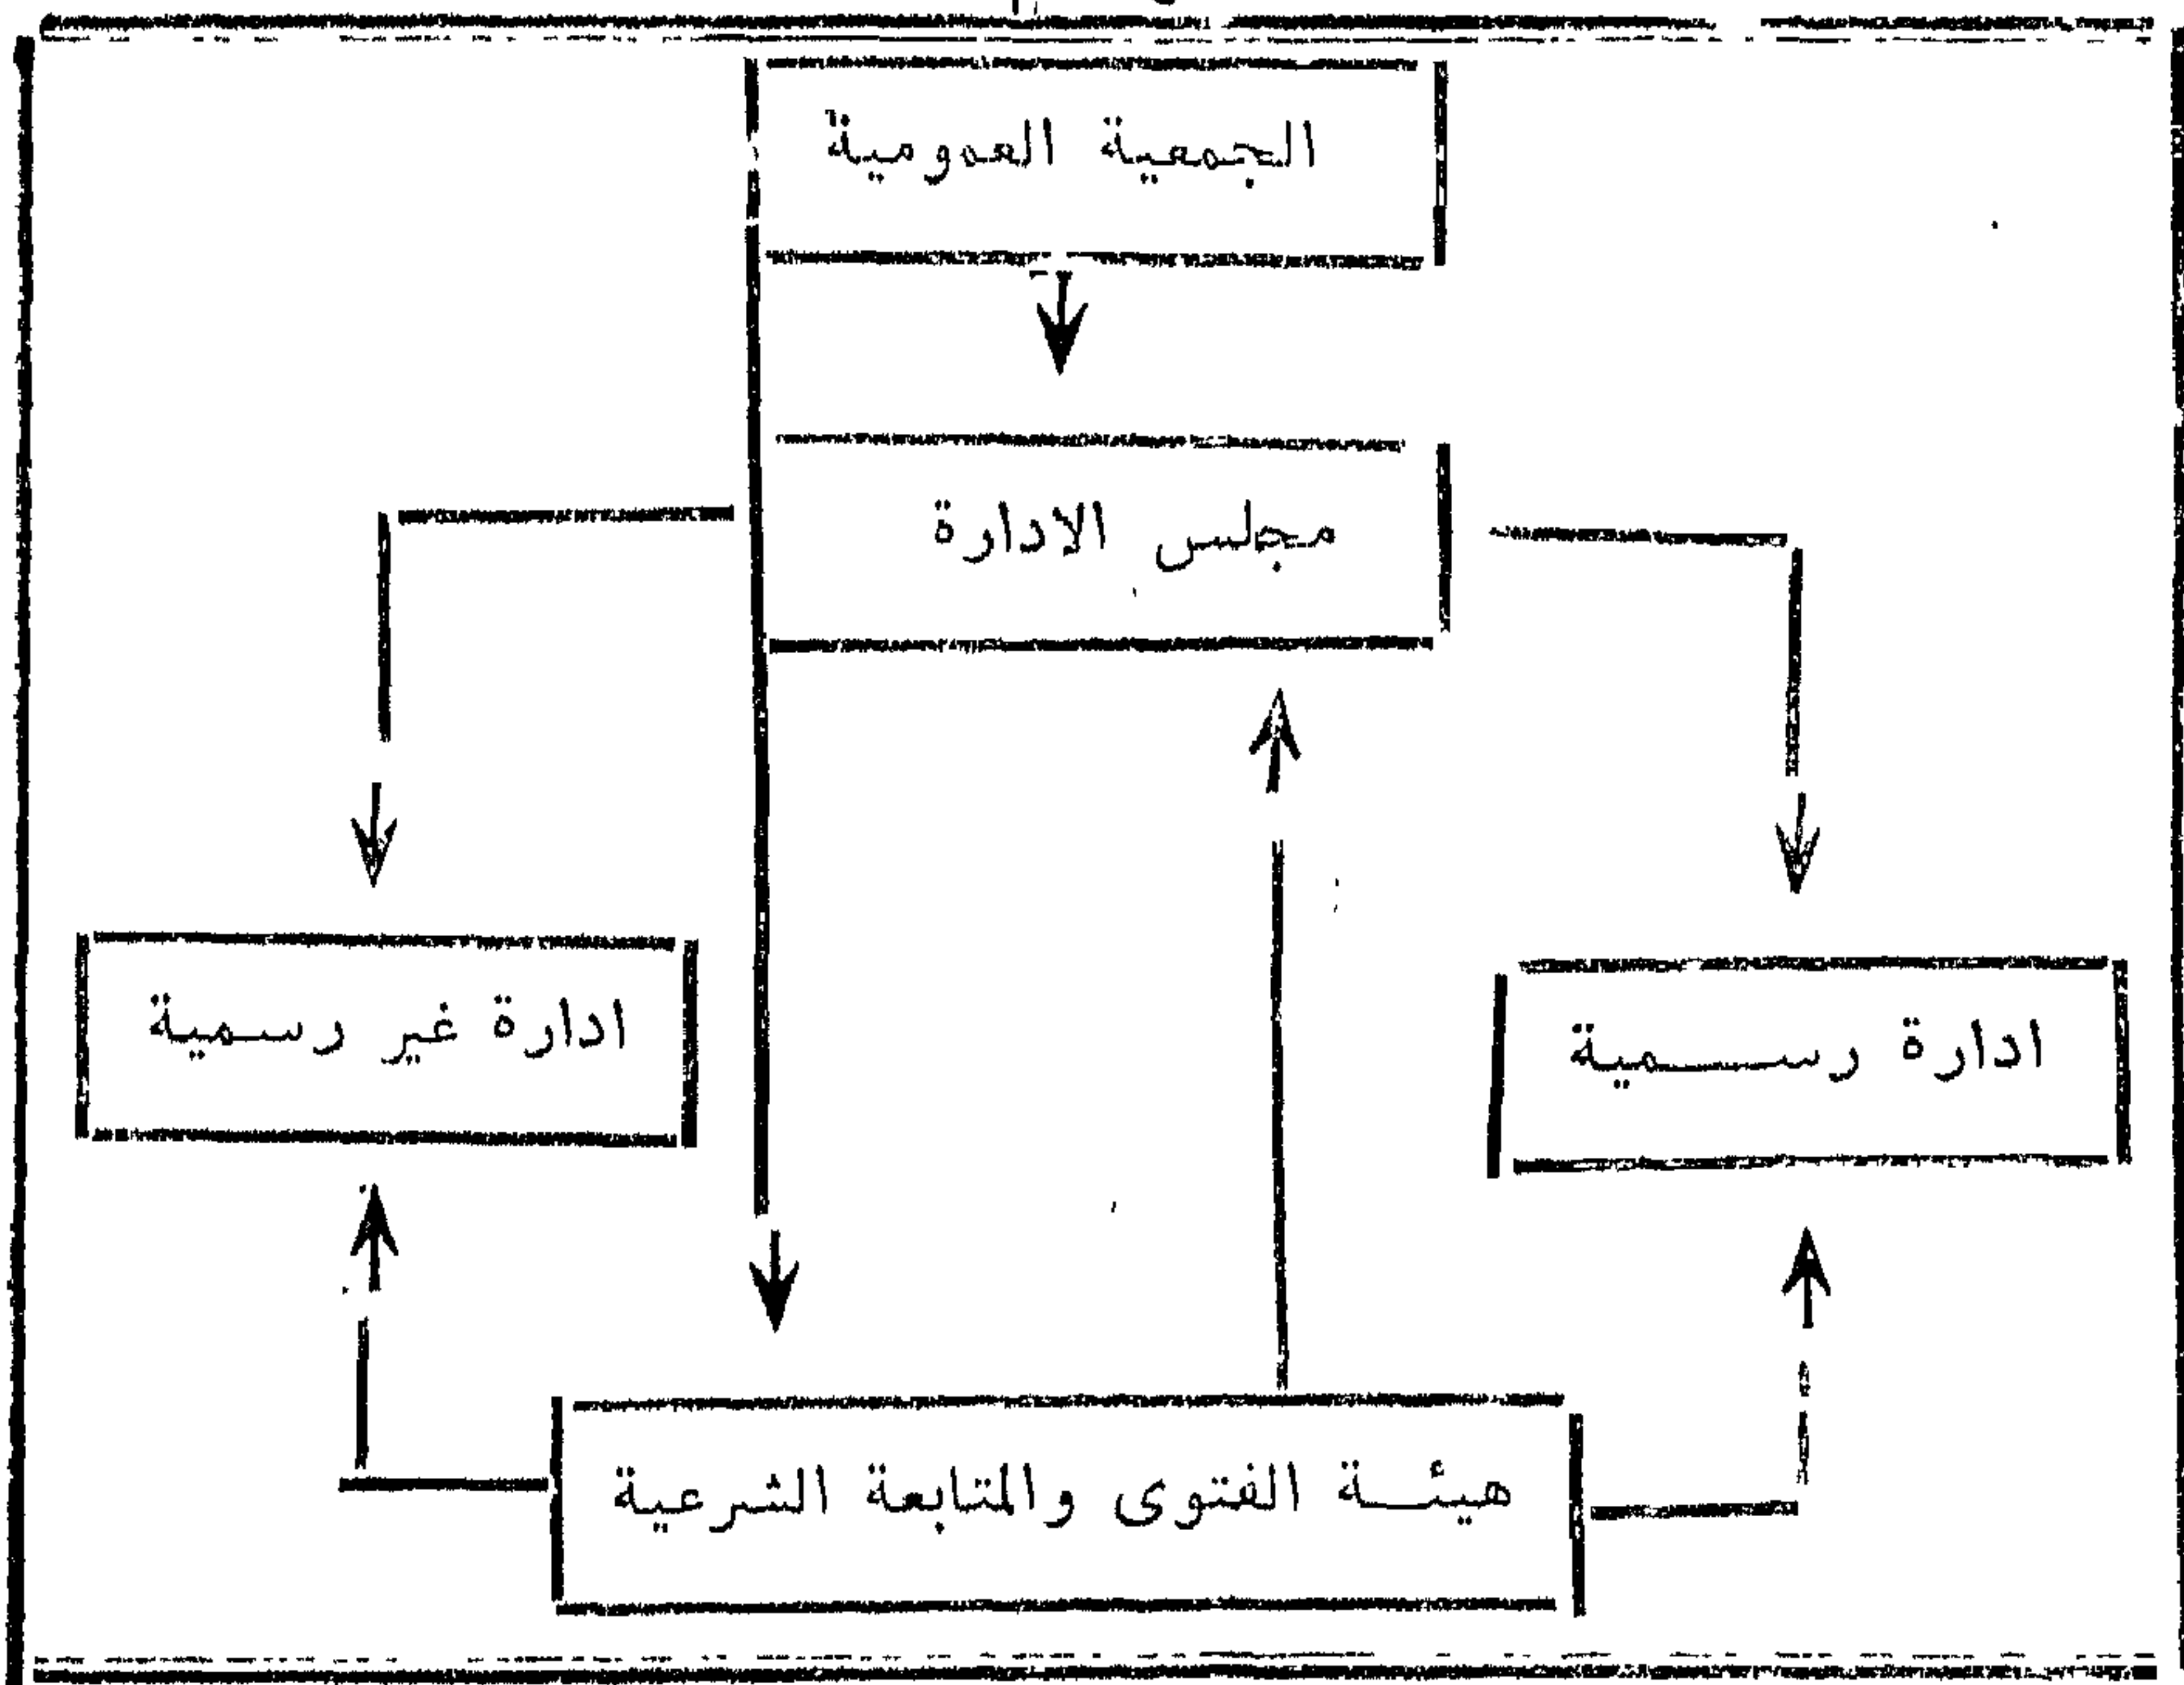 الجمعية العمومية
مجلس الادارة
ادارة رسمية
ادارة غير رسمية
هيئة الفتوى والمتابعة الشرعية